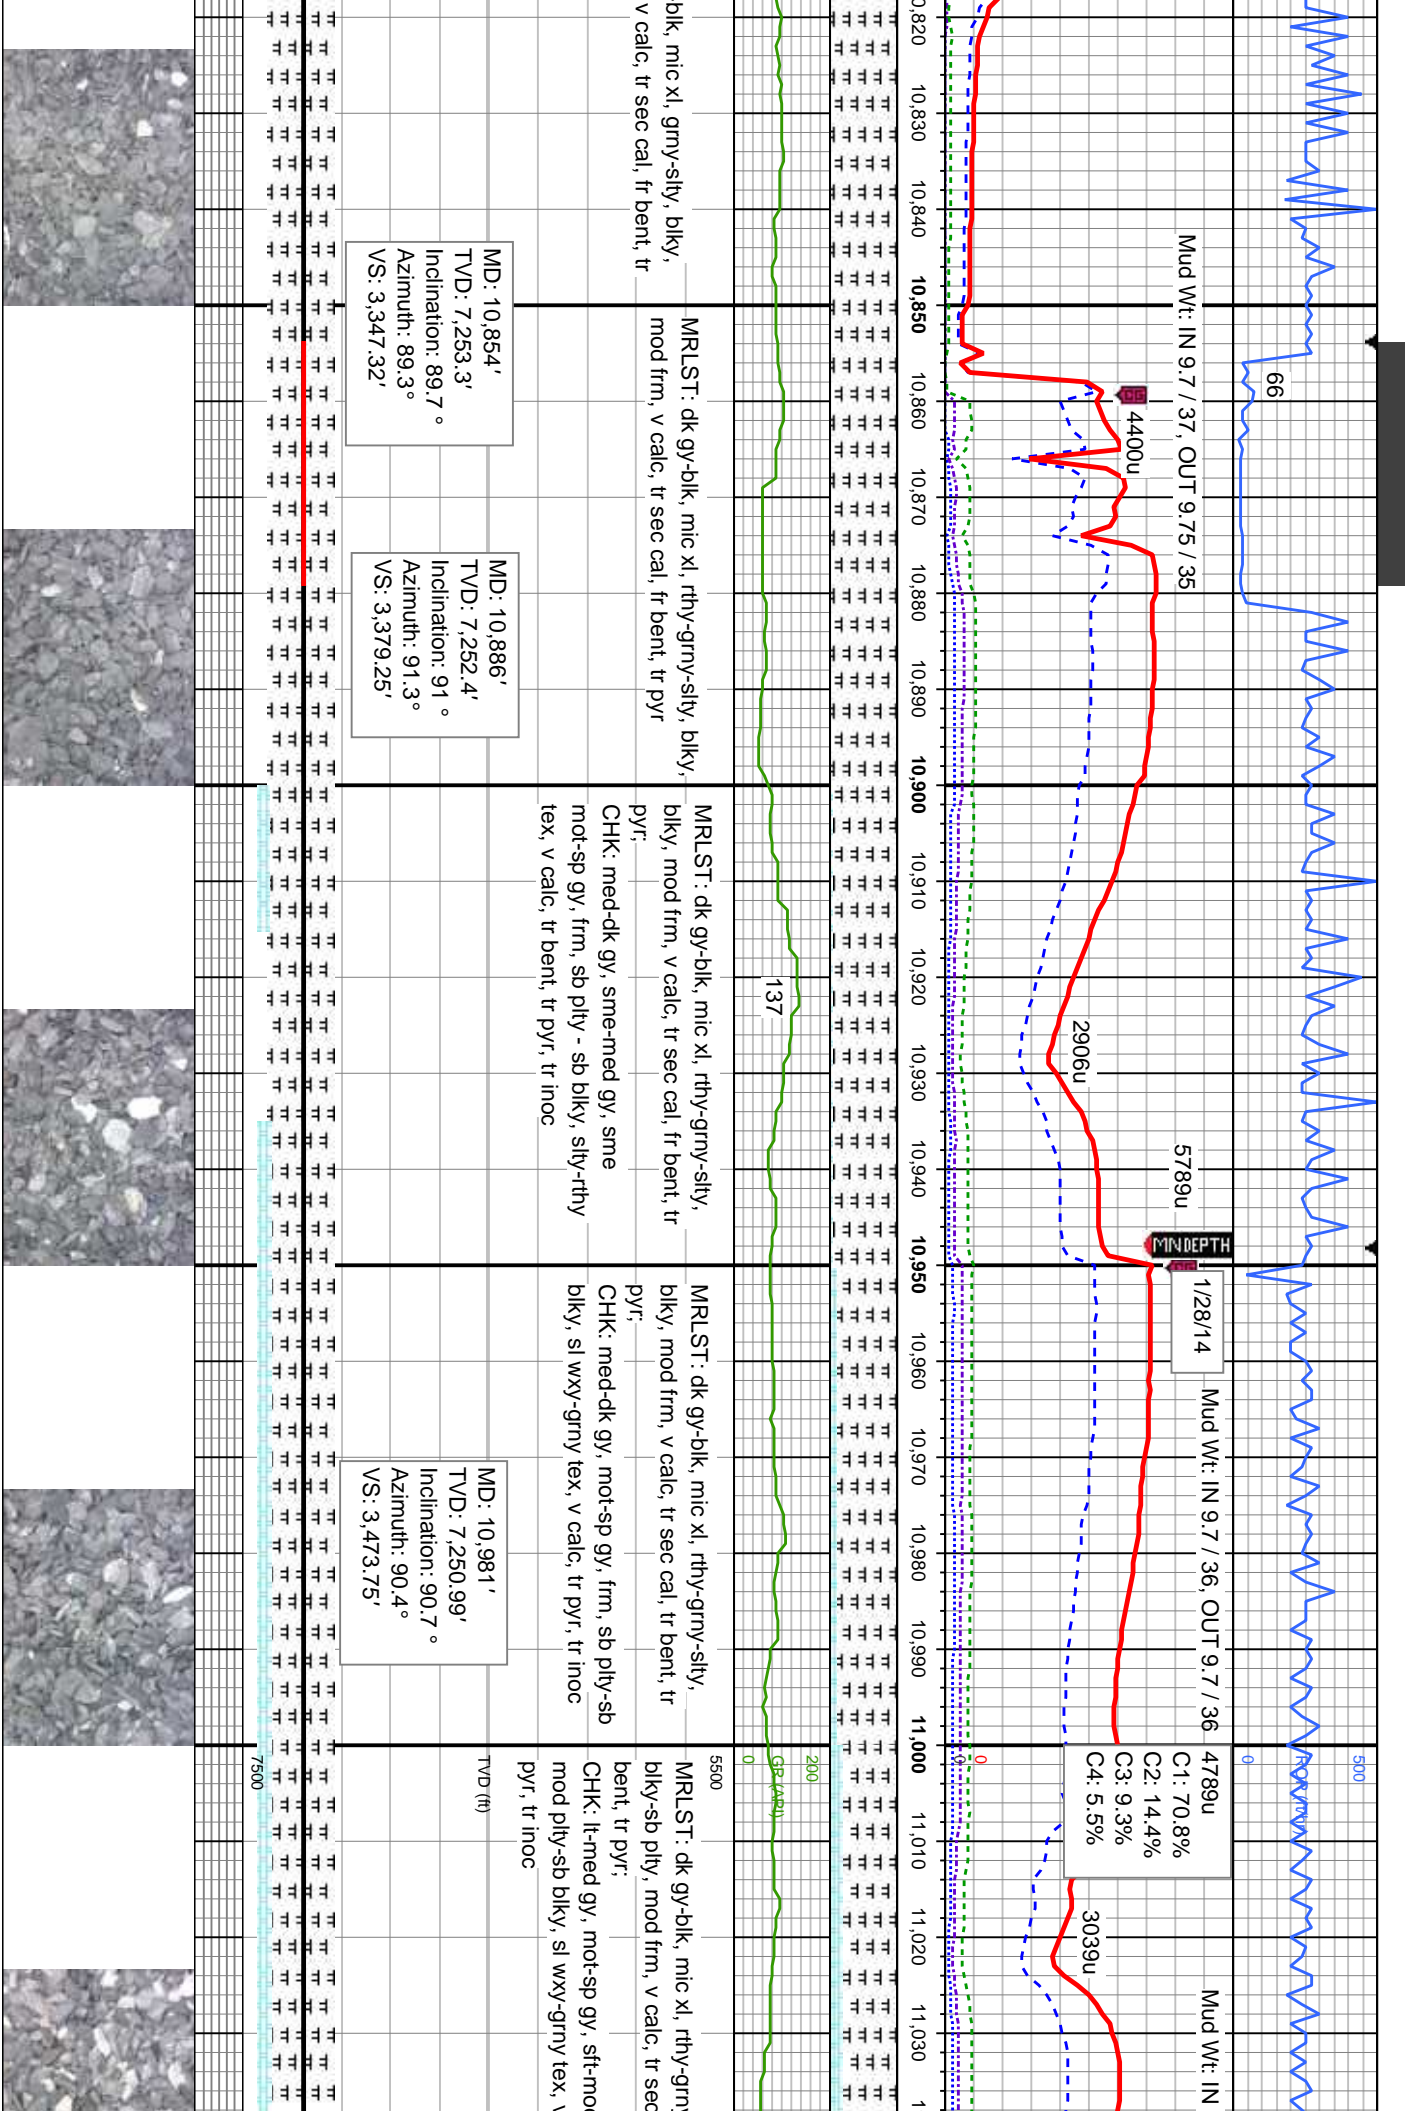 500
ROP (ft/hr)
0
66
Mud Wt: IN 9.7 / 37, OUT 9.75 / 35
CG
4400u
2906u
5789u
MNDEPTH
CG
1/28/14
Mud Wt: IN 9.7 / 36, OUT 9.7 / 36
4789u
C1: 70.8%
C2: 14.4%
C3: 9.3%
C4: 5.5%
3039u
Mud Wt: IN
0
0
10,820
10,830
10,840
10,850
10,860
10,870
10,880
10,890
10,900
10,910
10,920
10,930
10,940
10,950
10,960
10,970
10,980
10,990
11,000
11,010
11,020
11,030
1
200
GR (API)
0
137
-blk, mic xl, grny-slty, blky,
v calc, tr sec cal, fr bent, tr
MRLST: dk gy-blk, mic xl, rthy-grny-slty, blky,
mod frm, v calc, tr sec cal, fr bent, tr pyr
MRLST: dk gy-blk, mic xl, rthy-grny-slty,
blky, mod frm, v calc, tr sec cal, fr bent, tr
pyr;
CHK: med-dk gy, sme-med gy, sme
mot-sp gy, frm, sb plty - sb blky, slty-rthy
tex, v calc, tr bent, tr pyr, tr inoc
MRLST: dk gy-blk, mic xl, rthy-grny-slty,
blky, mod frm, v calc, tr sec cal, tr bent, tr
pyr;
CHK: med-dk gy, mot-sp gy, frm, sb plty-sb
blky, sl wxy-grny tex, v calc, tr pyr, tr inoc
5500
TVD (ft)
7500
MRLST: dk gy-blk, mic xl, rthy-grny
blky-sb plty, mod frm, v calc, tr sec
bent, tr pyr;
CHK: lt-med gy, mot-sp gy, sft-mod
mod plty-sb blky, sl wxy-grny tex, v
pyr, tr inoc
MD: 10,854'
TVD: 7,253.3'
Inclination: 89.7 °
Azimuth: 89.3°
VS: 3,347.32'
MD: 10,886'
TVD: 7,252.4'
Inclination: 91 °
Azimuth: 91.3°
VS: 3,379.25'
MD: 10,981'
TVD: 7,250.99'
Inclination: 90.7 °
Azimuth: 90.4°
VS: 3,473.75'